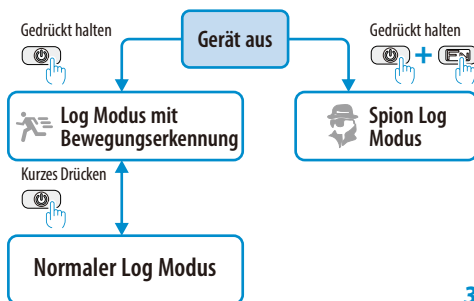 Gedrückt halten
Gerät aus
Gedrückt halten
FN
Log Modus mit
Bewegungserkennung
Spion Log
Modus
Kurzes Drücken
Normaler Log Modus
3